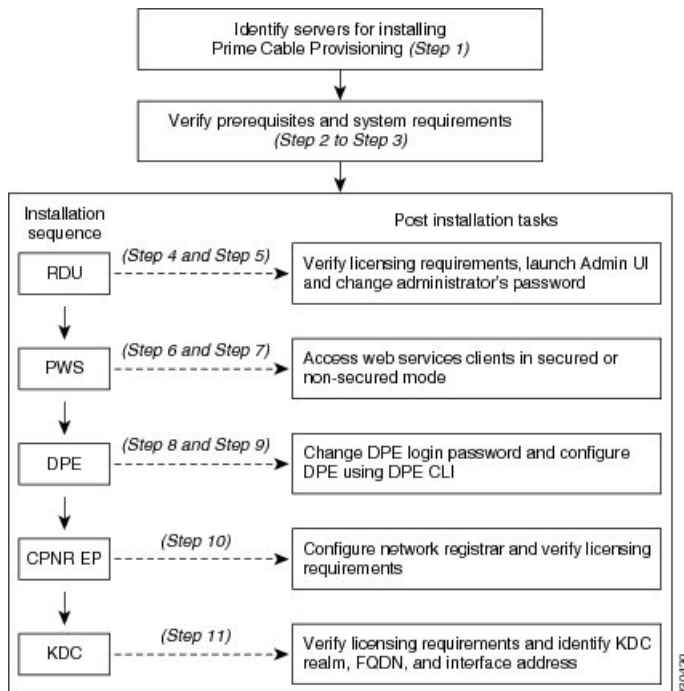 Identify servers for installing
Prime Cable Provisioning (Step 1)
Verify prerequisites and system requirements
(Step 2 to Step 3)
Installation
sequence
Post installation tasks
RDU
(Step 4 and Step 5)
Verify licensing requirements, launch Admin UI
and change administrator's password
PWS
(Step 6 and Step 7)
Access web services clients in secured or
non-secured mode
DPE
(Step 8 and Step 9)
Change DPE login password and configure
DPE using DPE CLI
CPNR EP
(Step 10)
Configure network registrar and verify licensing
requirements
KDC
(Step 11)
Verify licensing requirements and identify KDC
realm, FQDN, and interface address